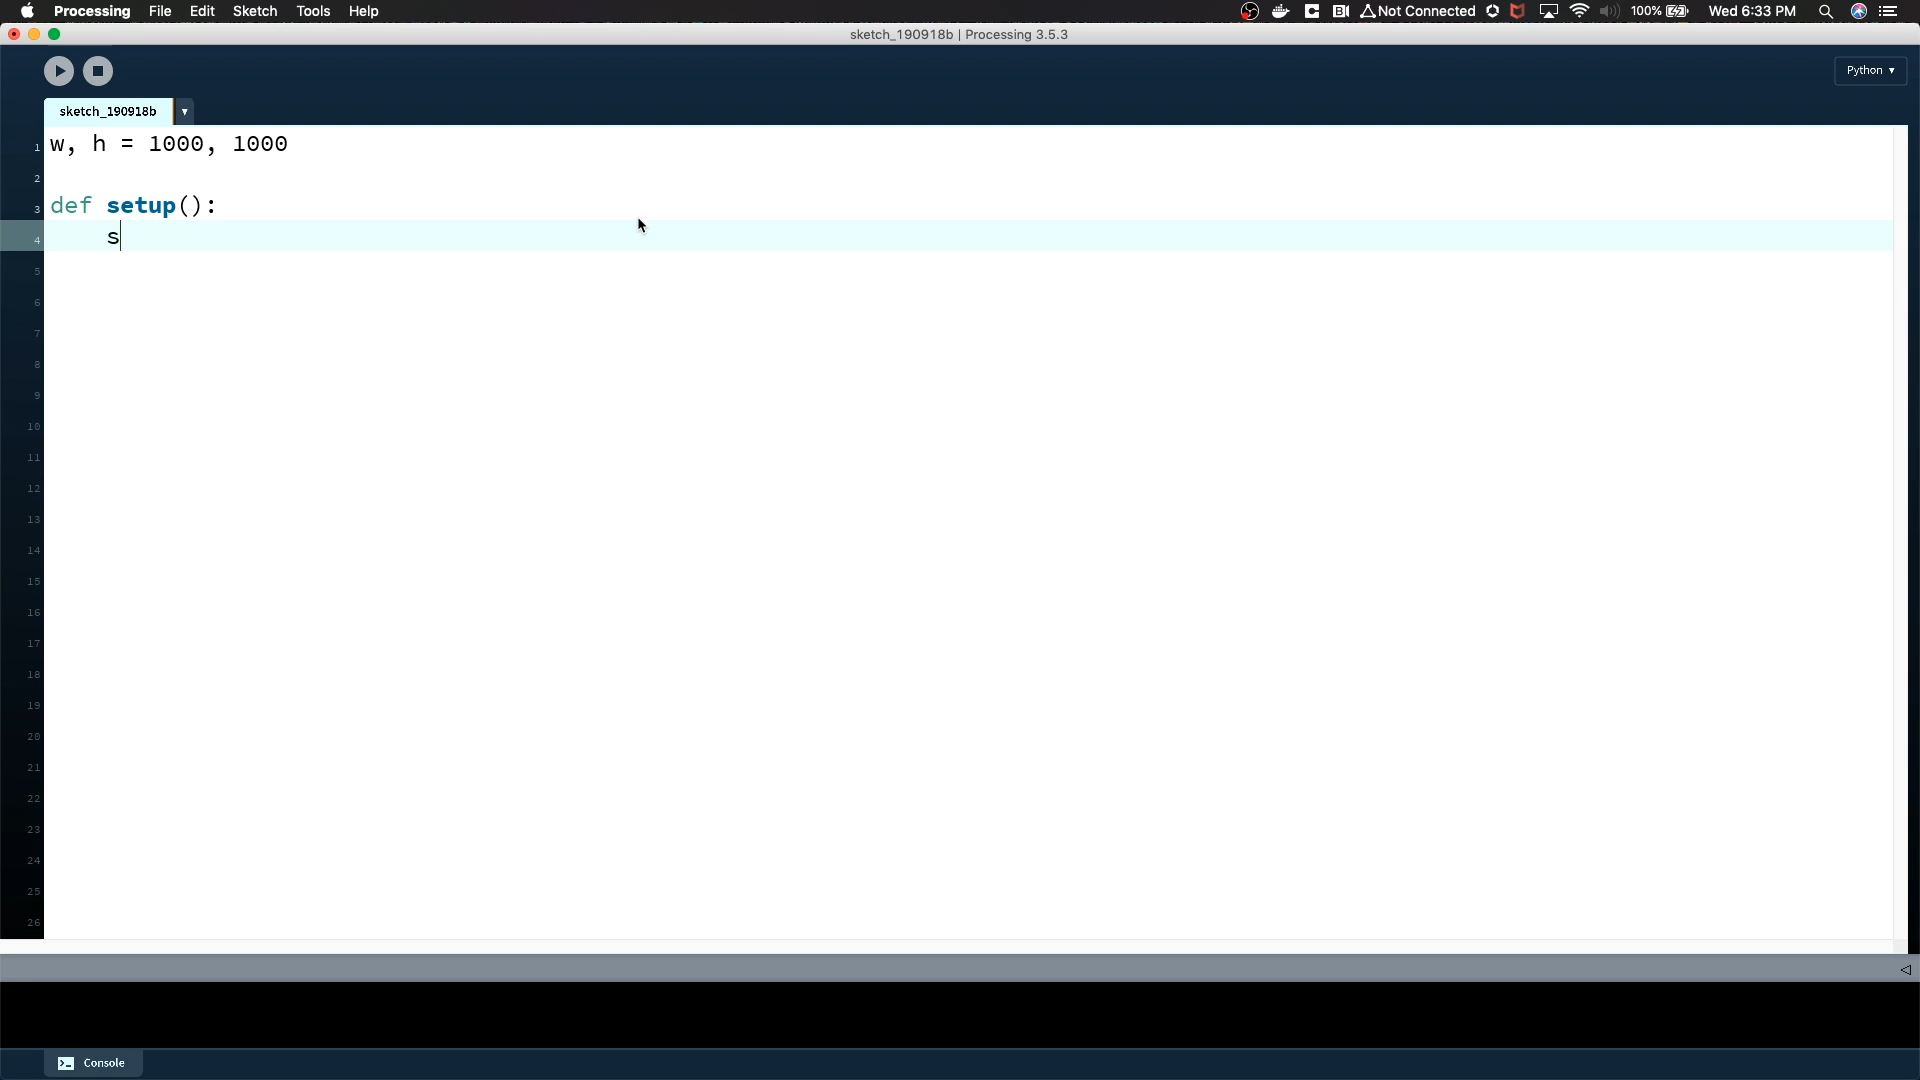 Processing File Edit Sketch Tools Help Not Connected 100% Wed 6:33 PM
sketch_190918b | Processing 3.5.3
Python
sketch_190918b
1 w, h = 1000, 1000
2
3 def setup():
4 s
5
6
7
8
9
10
11
12
13
14
15
16
17
18
19
20
21
22
23
24
25
26
Console